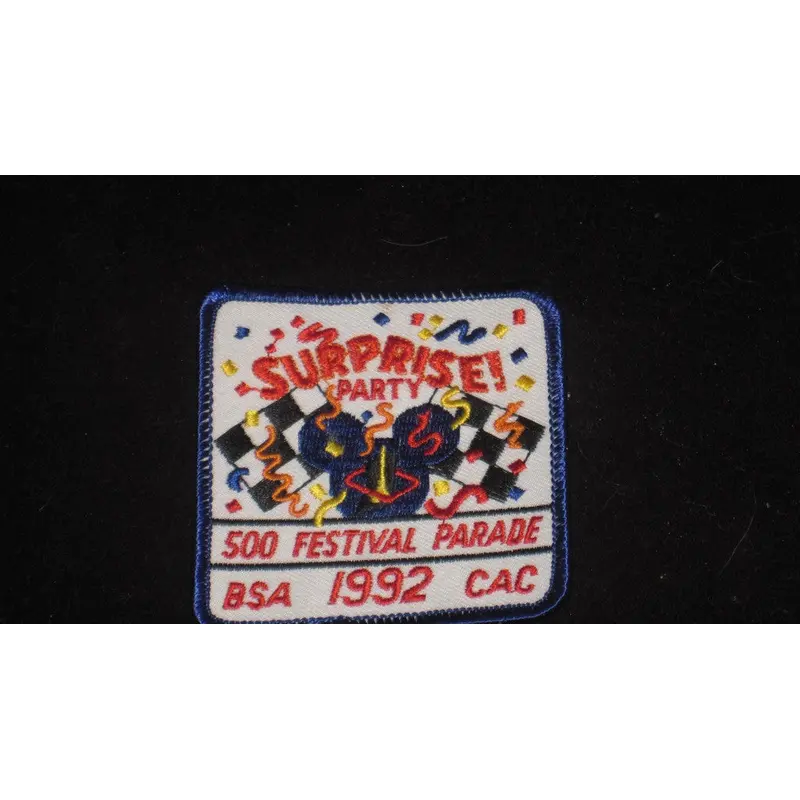 SURPRISE!
PARTY
500 FESTIVAL PARADE
BSA 1992 CAC